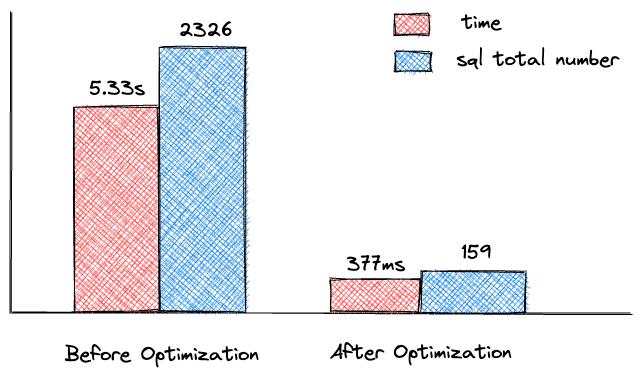 time
sql total number
2326
5.33s
377ms
159
Before Optimization
After Optimization